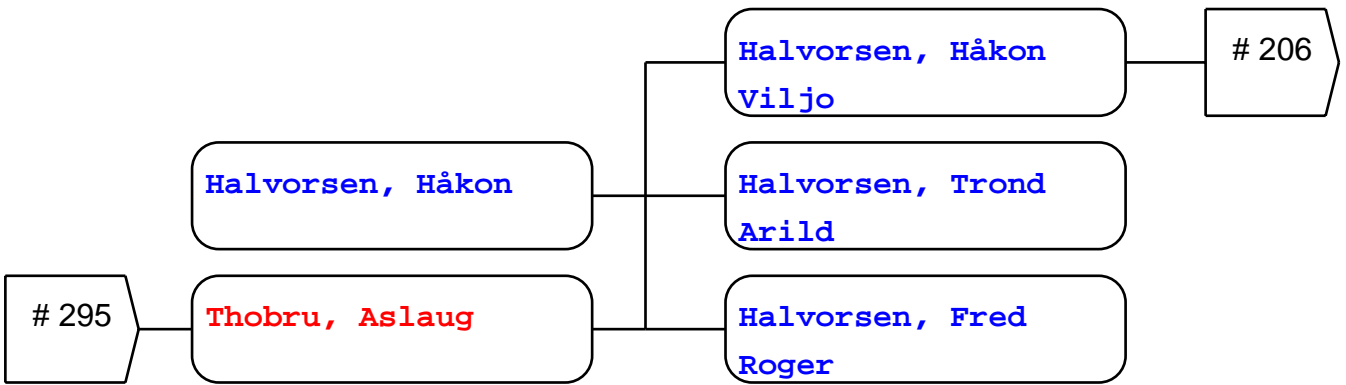 Halvorsen, Håkon
Viljo
# 206
Halvorsen, Håkon
Halvorsen, Trond
Arild
# 295
Thobru, Aslaug
Halvorsen, Fred
Roger